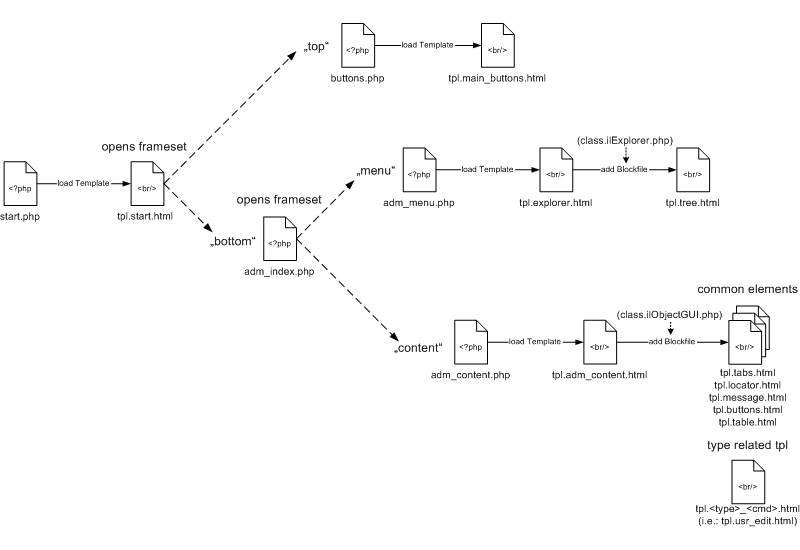 „top“
<?php
load Template
<br/>
buttons.php
tpl.main_buttons.html
opens frameset
<?php
load Template
<br/>
start.php
tpl.start.html
(class.ilExplorer.php)
„menu“
<?php
load Template
<br/>
add Blockfile
<br/>
adm_menu.php
tpl.explorer.html
tpl.tree.html
opens frameset
„bottom“
<?php
adm_index.php
common elements
(class.ilObjectGUI.php)
„content“
<?php
load Template
<br/>
add Blockfile
<br/>
adm_content.php
tpl.adm_content.html
tpl.tabs.html
tpl.locator.html
tpl.message.html
tpl.buttons.html
tpl.table.html
type related tpl
<br/>
tpl.<type>_<cmd>.html
(i.e.: tpl.usr_edit.html)